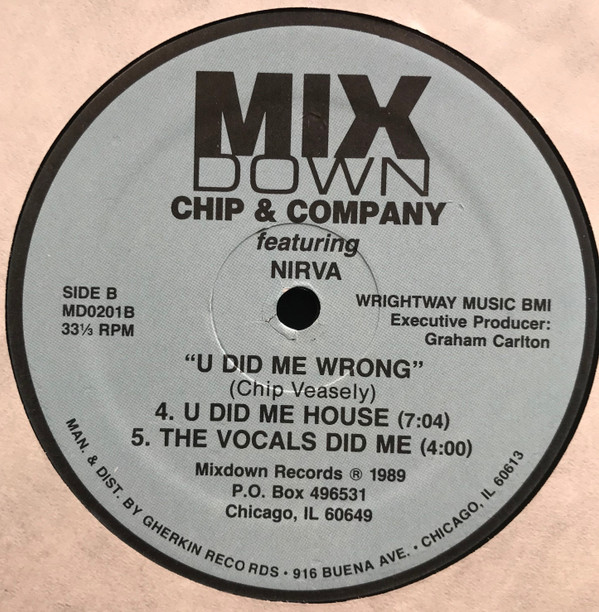 MIX
DOWN
CHIP & COMPANY
featuring
NIRVA
SIDE B
MD0201B
33⅓ RPM
WRIGHTWAY MUSIC BMI
Executive Producer:
Graham Carlton
“U DID ME WRONG”
(Chip Veasely)
4. U DID ME HOUSE (7:04)
5. THE VOCALS DID ME (4:00)
Mixdown Records ® 1989
P.O. Box 496531
Chicago, IL 60649
MAN. & DIST. BY GHERKIN RECORDS • 916 BUENA AVE. • CHICAGO, IL 60613